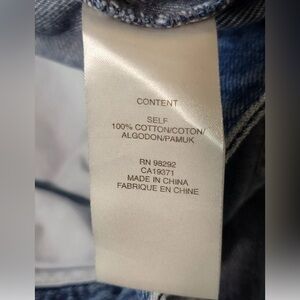 CONTENT
SELF
100% COTTON/COTON/
ALGODON/PAMUK
RN 98292
CA19371
MADE IN CHINA
FABRIQUE EN CHINE